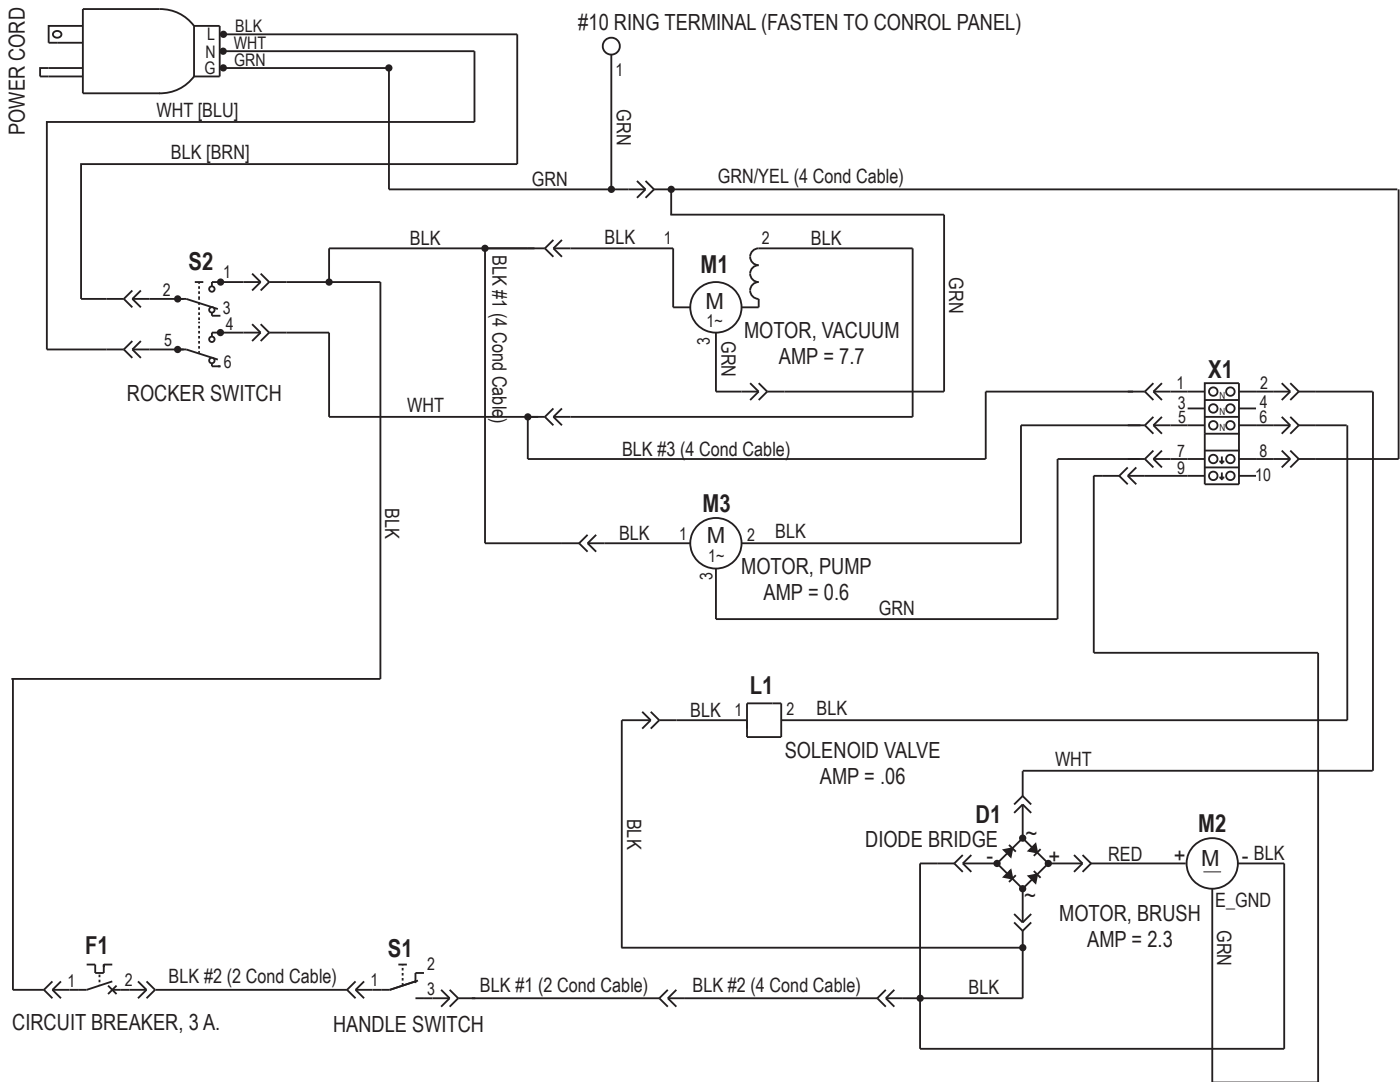 POWER CORD
L BLK
N WHT
G GRN
#10 RING TERMINAL (FASTEN TO CONROL PANEL)
1
GRN
WHT [BLU]
BLK [BRN]
GRN
GRN/YEL (4 Cond Cable)
S2
1
2
3
4
5
6
ROCKER SWITCH
BLK
BLK
1
2
BLK
BLK #1 (4 Cond Cable)
M1
M
1~
3
GRN
GRN
MOTOR, VACUUM
AMP = 7.7
WHT
BLK #3 (4 Cond Cable)
X1
1 N 2
3 N 4
5 N 6
7 8
9 10
BLK
M3
BLK
1
M
1~
2
BLK
3
MOTOR, PUMP
AMP = 0.6
GRN
L1
BLK
1
2
BLK
SOLENOID VALVE
AMP = .06
WHT
BLK
D1
DIODE BRIDGE
~
-
+
~
RED
M2
+
M
- BLK
E_GND
GRN
MOTOR, BRUSH
AMP = 2.3
F1
1
2
BLK #2 (2 Cond Cable)
CIRCUIT BREAKER, 3 A.
S1
1
2
3
HANDLE SWITCH
BLK #1 (2 Cond Cable)
BLK #2 (4 Cond Cable)
BLK